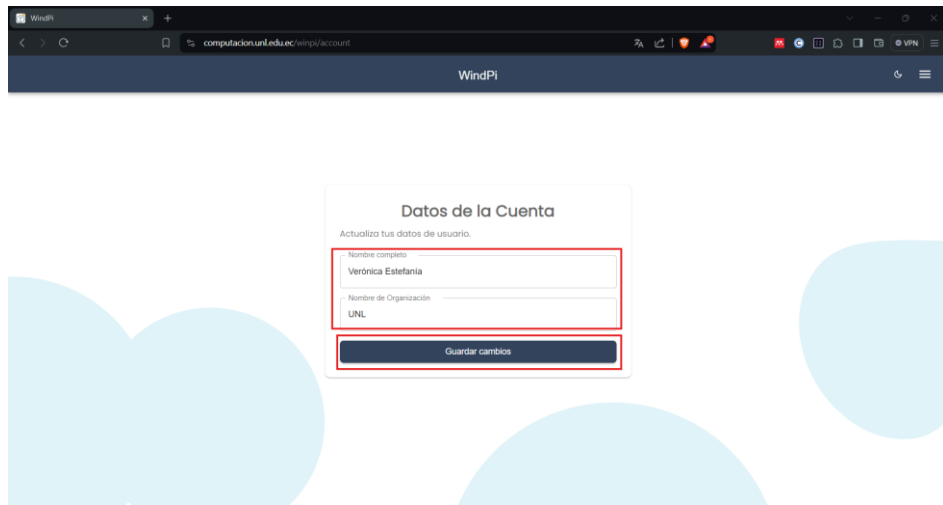 WindPi
computacion.unl.edu.ec/winpi/account
VPN
WindPi
Datos de la Cuenta
Actualiza tus datos de usuario.
Nombre completo
Verónica Estefanía
Nombre de Organización
UNL
Guardar cambios